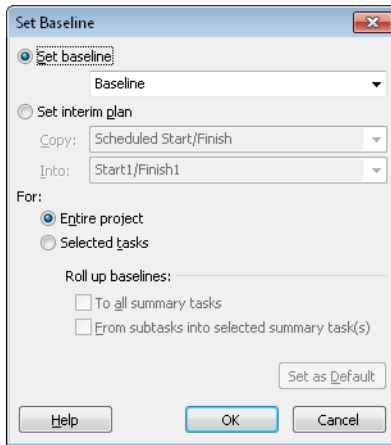 Set Baseline
Set baseline
Baseline
Set interim plan
Copy: Scheduled Start/Finish
Into: Start1/Finish1
For:
Entire project
Selected tasks
Roll up baselines:
To all summary tasks
From subtasks into selected summary task(s)
Set as Default
Help OK Cancel